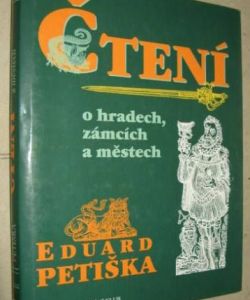 ČTENÍ
o hradech,
zámcích
a městech
EDUARD
PETIŠKA